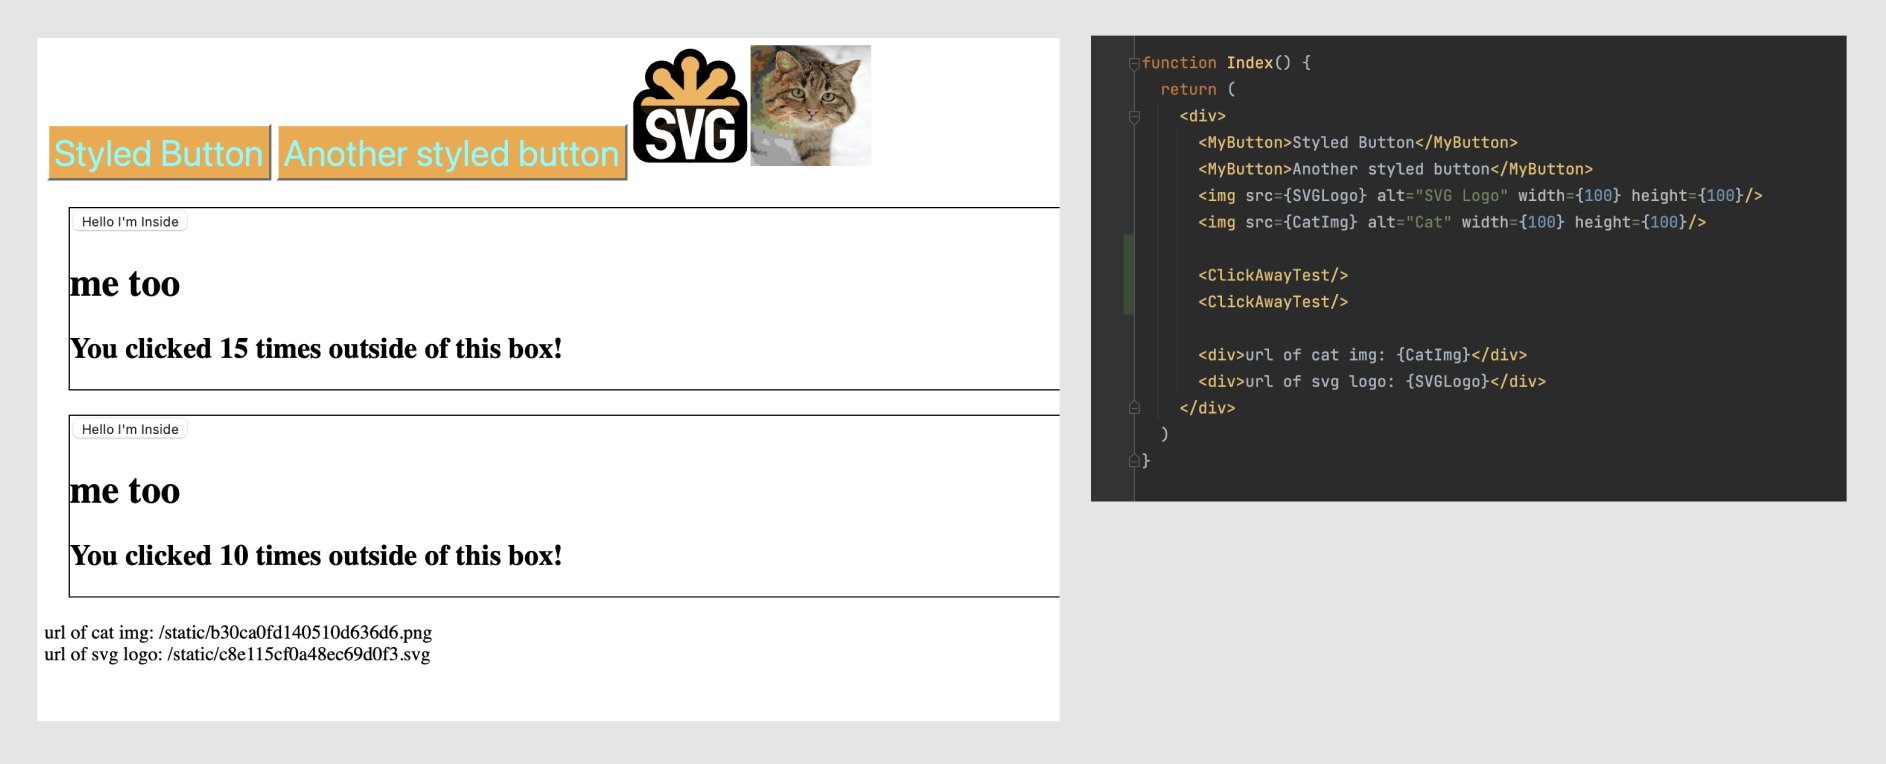 Styled Button Another styled button SVG
Hello I'm Inside
me too
You clicked 15 times outside of this box!
Hello I'm Inside
me too
You clicked 10 times outside of this box!
url of cat img: /static/b30ca0fd140510d636d6.png
url of svg logo: /static/c8e115cf0a48ec69d0f3.svg
function Index() {
return (
<div>
<MyButton>Styled Button</MyButton>
<MyButton>Another styled button</MyButton>
<img src={SVGLogo} alt="SVG Logo" width={100} height={100}/>
<img src={CatImg} alt="Cat" width={100} height={100}/>
<ClickAwayTest/>
<ClickAwayTest/>
<div>url of cat img: {CatImg}</div>
<div>url of svg logo: {SVGLogo}</div>
</div>
)
}